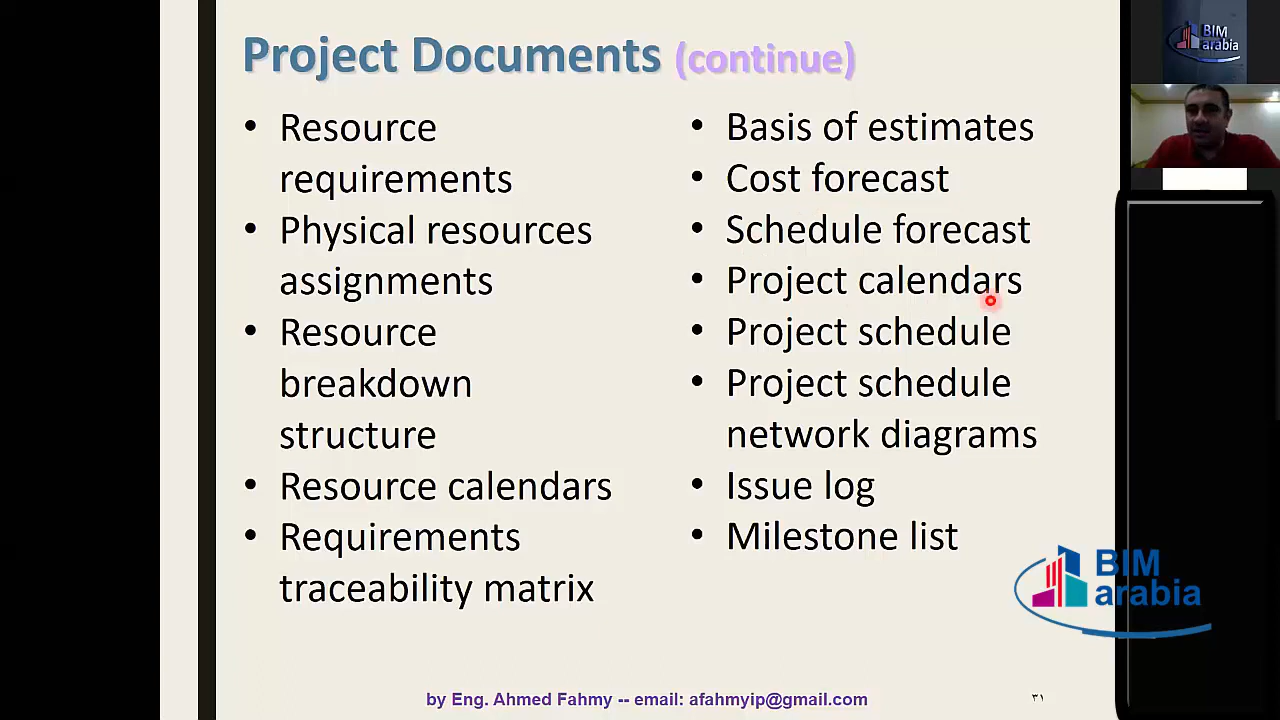 Project Documents (continue)
• Resource
requirements
• Physical resources
assignments
• Resource
breakdown
structure
• Resource calendars
• Requirements
traceability matrix
• Basis of estimates
• Cost forecast
• Schedule forecast
• Project calendars
• Project schedule
• Project schedule
network diagrams
• Issue log
• Milestone list
BIM
arabia
BIM
arabia
by Eng. Ahmed Fahmy -- email: afahmyip@gmail.com
٣١